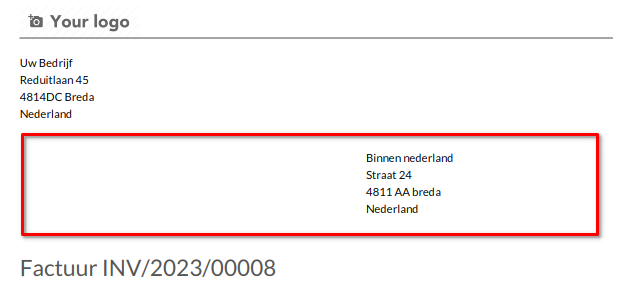 Your logo
Uw Bedrijf
Reduitlaan 45
4814DC Breda
Nederland
Binnen nederland
Straat 24
4811 AA breda
Nederland
Factuur INV/2023/00008